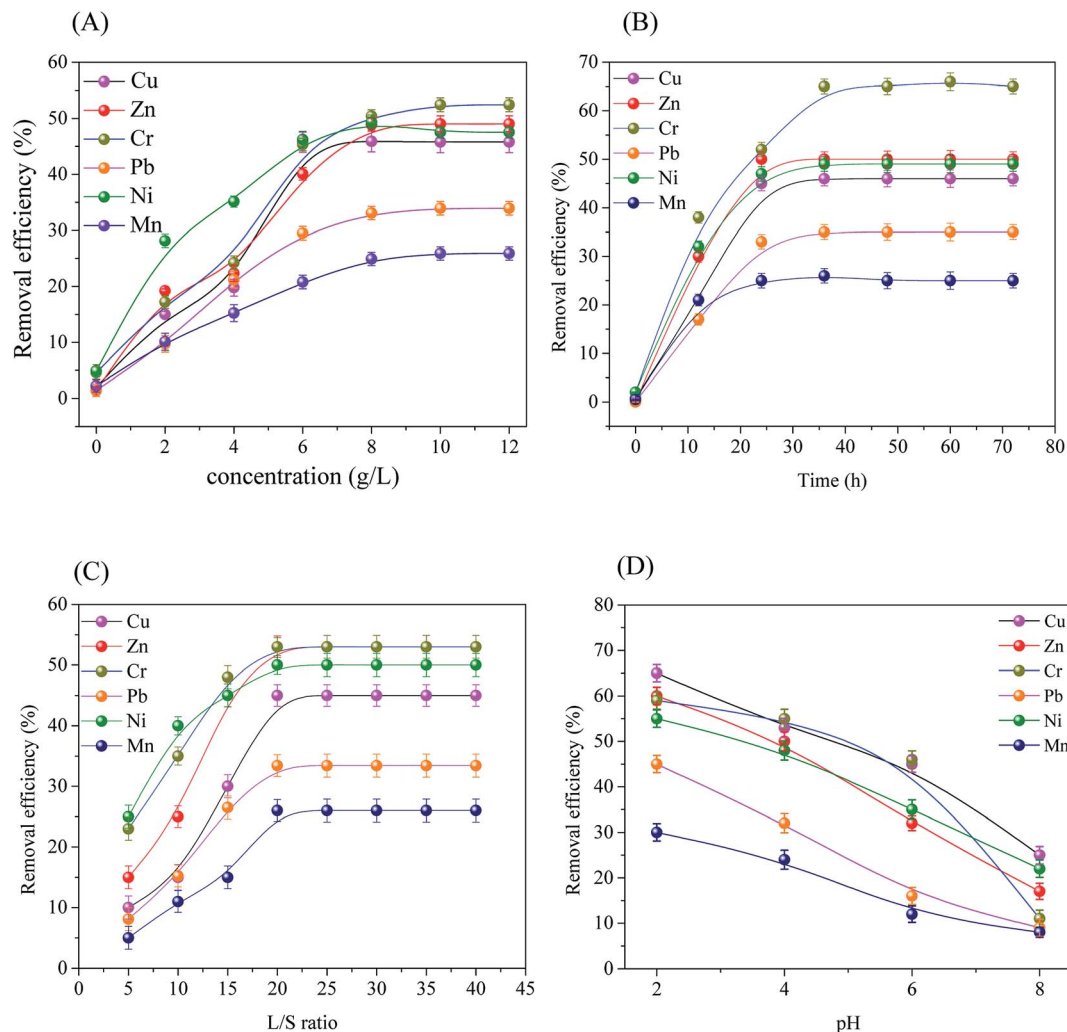 (A)
Removal efficiency (%)
60
50
40
30
20
10
0
Cu
Zn
Cr
Pb
Ni
Mn
0 2 4 6 8 10 12
concentration (g/L)
(B)
Removal efficiency (%)
70
60
50
40
30
20
10
0
Cu
Zn
Cr
Pb
Ni
Mn
0 10 20 30 40 50 60 70 80
Time (h)
(C)
Removal efficiency (%)
60
50
40
30
20
10
0
Cu
Zn
Cr
Pb
Ni
Mn
5 10 15 20 25 30 35 40 45
L/S ratio
(D)
Removal efficiency (%)
80
70
60
50
40
30
20
10
0
Cu
Zn
Cr
Pb
Ni
Mn
2 4 6 8
pH